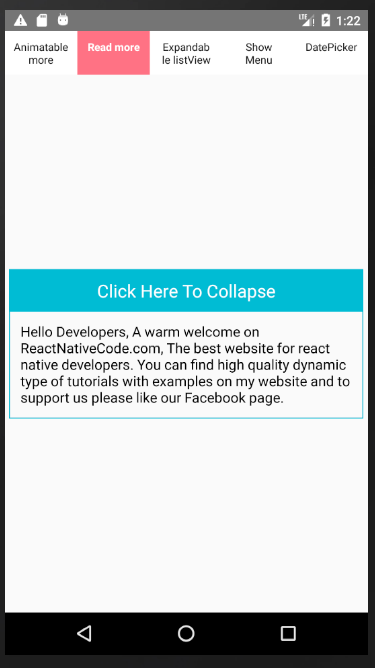 LTE 1:22
Animatable
more
Read more
Expandab
le listView
Show
Menu
DatePicker
Click Here To Collapse
Hello Developers, A warm welcome on
ReactNativeCode.com, The best website for react
native developers. You can find high quality dynamic
type of tutorials with examples on my website and to
support us please like our Facebook page.